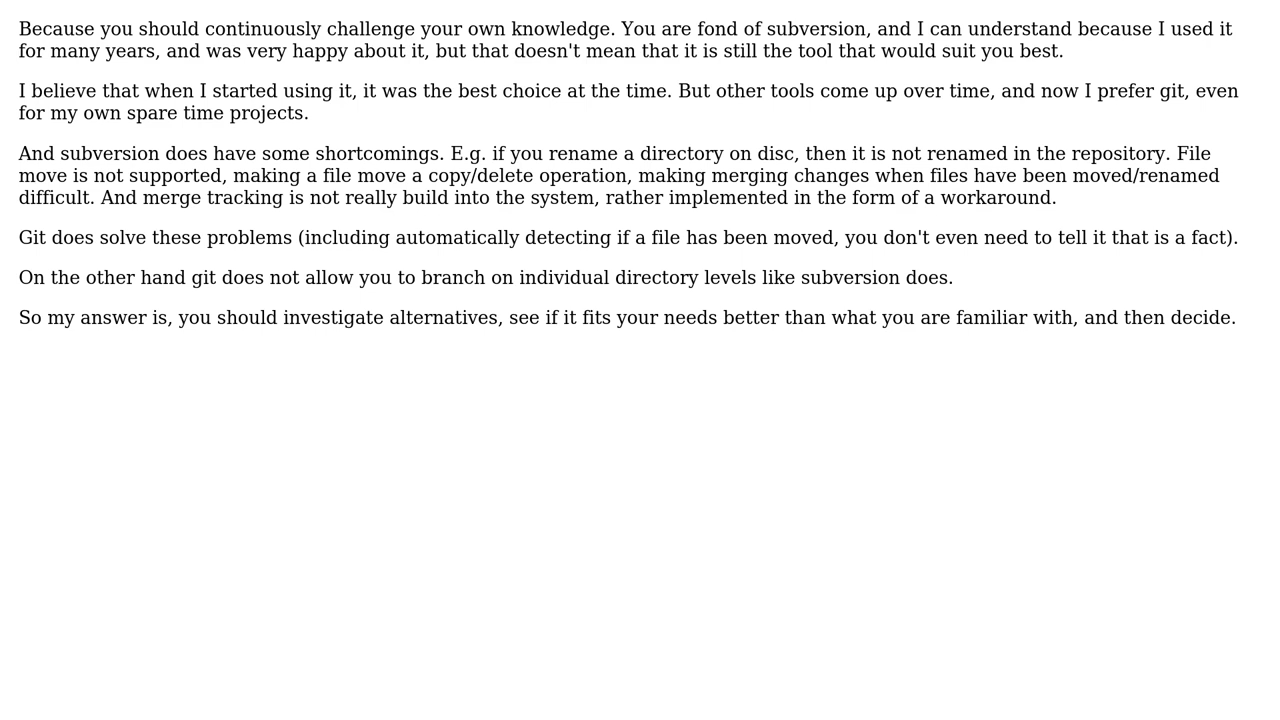 Because you should continuously challenge your own knowledge. You are fond of subversion, and I can understand because I used it
for many years, and was very happy about it, but that doesn't mean that it is still the tool that would suit you best.
I believe that when I started using it, it was the best choice at the time. But other tools come up over time, and now I prefer git, even
for my own spare time projects.
And subversion does have some shortcomings. E.g. if you rename a directory on disc, then it is not renamed in the repository. File
move is not supported, making a file move a copy/delete operation, making merging changes when files have been moved/renamed
difficult. And merge tracking is not really build into the system, rather implemented in the form of a workaround.
Git does solve these problems (including automatically detecting if a file has been moved, you don't even need to tell it that is a fact).
On the other hand git does not allow you to branch on individual directory levels like subversion does.
So my answer is, you should investigate alternatives, see if it fits your needs better than what you are familiar with, and then decide.